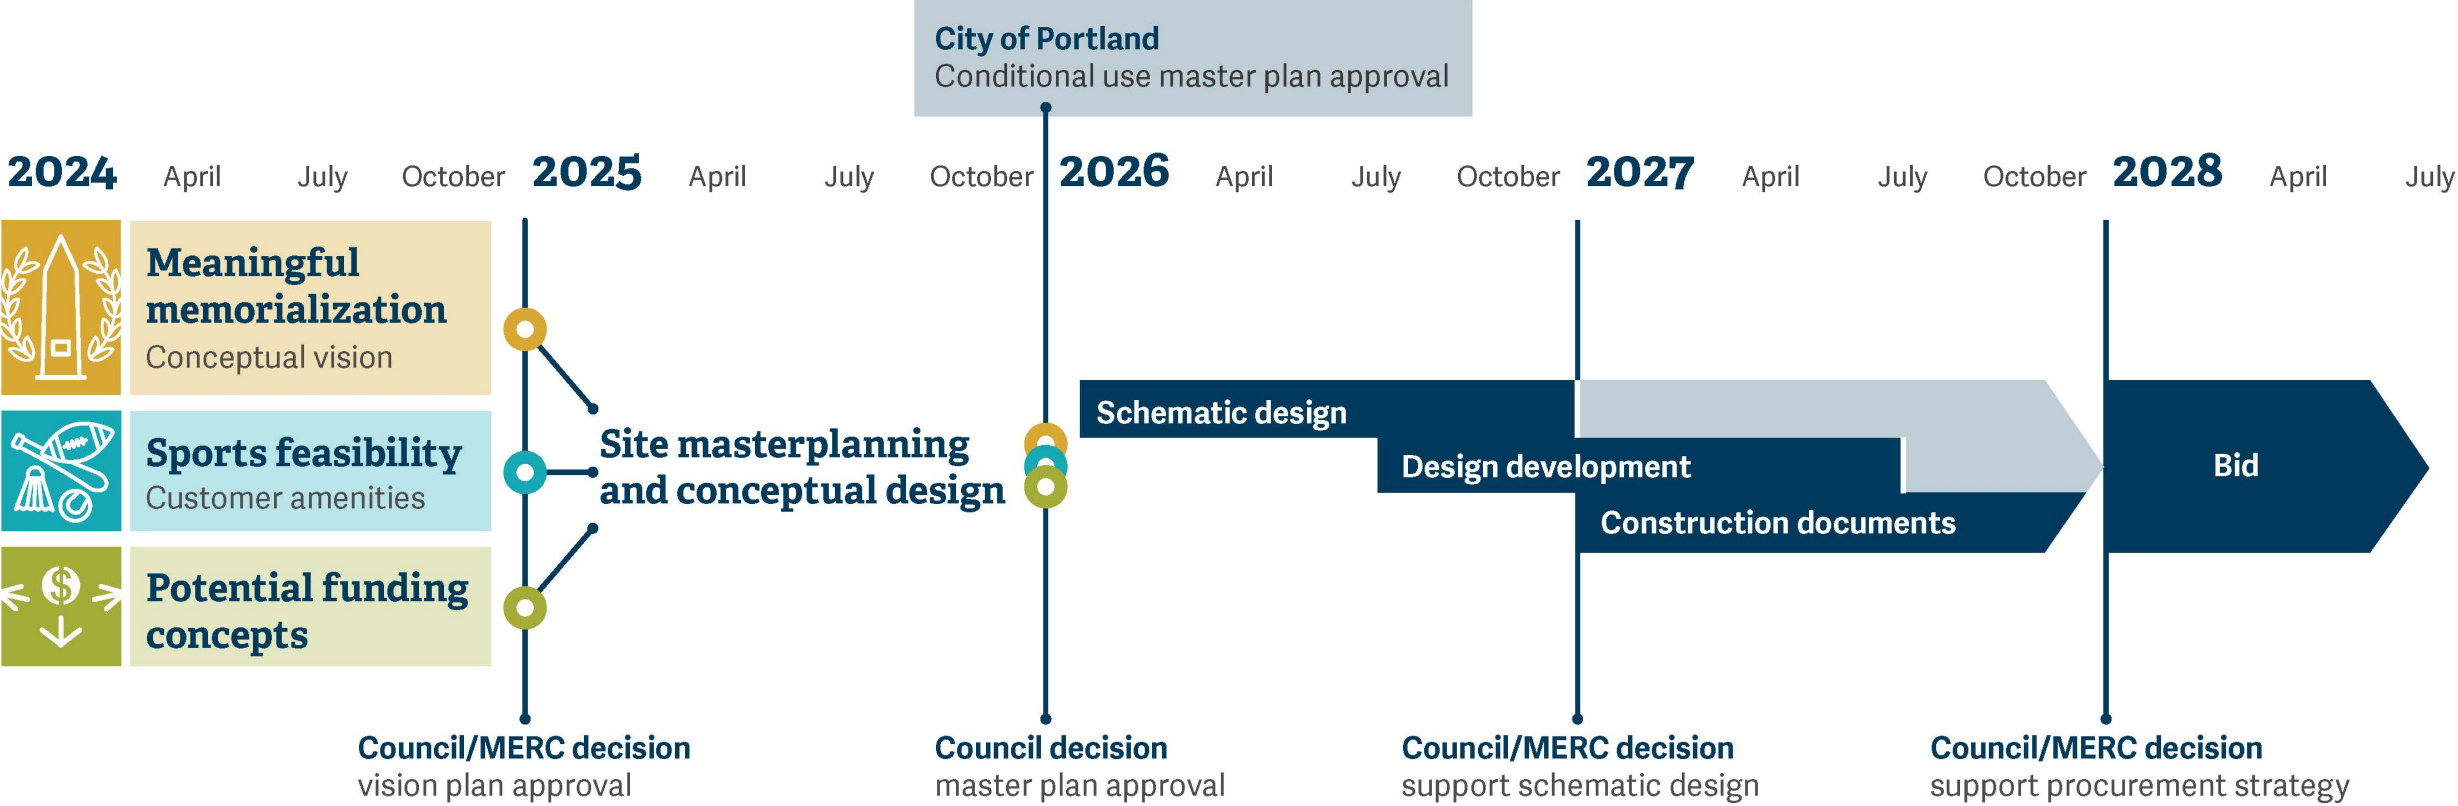 City of Portland
Conditional use master plan approval
2024 April July October 2025 April July October 2026 April July October 2027 April July October 2028 April July
Meaningful
memorialization
Conceptual vision
Sports feasibility
Customer amenities
Potential funding
concepts
$
Site masterplanning
and conceptual design
Schematic design
Design development
Construction documents
Bid
Council/MERC decision
vision plan approval
Council decision
master plan approval
Council/MERC decision
support schematic design
Council/MERC decision
support procurement strategy